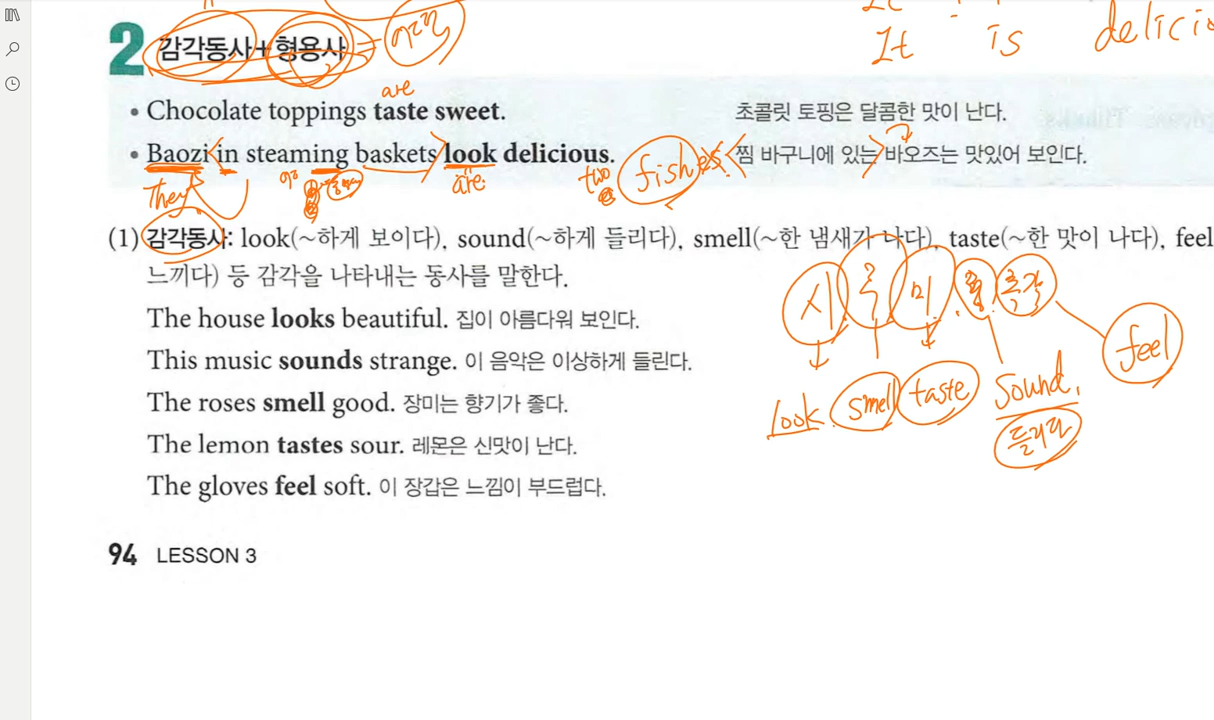 It is delicio
2 감각동사+형용사 =
are
• Chocolate toppings taste sweet. 초콜릿 토핑은 달콤한 맛이 난다.
• Baozi in steaming baskets look delicious. 찜 바구니에 있는 바오즈는 맛있어 보인다.
They are two fishes
(1) 감각동사: look(~하게 보이다), sound(~하게 들리다), smell(~한 냄새가 나다), taste(~한 맛이 나다), feel
느끼다) 등 감각을 나타내는 동사를 말한다.
시 후 미 청 촉각
The house looks beautiful. 집이 아름다워 보인다.
This music sounds strange. 이 음악은 이상하게 들린다.
feel
The roses smell good. 장미는 향기가 좋다.
look smell taste sound
The lemon tastes sour. 레몬은 신맛이 난다.
들리다
The gloves feel soft. 이 장갑은 느낌이 부드럽다.
94 LESSON 3